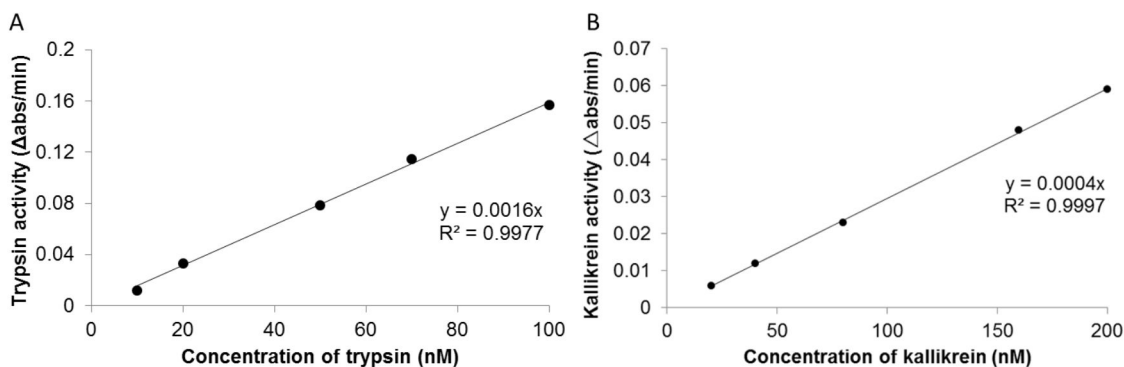 A
Trypsin activity (Δabs/min)
0.2
0.16
0.12
0.08
0.04
0
0
20
40
60
80
100
y = 0.0016x
R² = 0.9977
Concentration of trypsin (nM)
B
Kallikrein activity (△abs/min)
0.07
0.06
0.05
0.04
0.03
0.02
0.01
0
0
50
100
150
200
y = 0.0004x
R² = 0.9997
Concentration of kallikrein (nM)